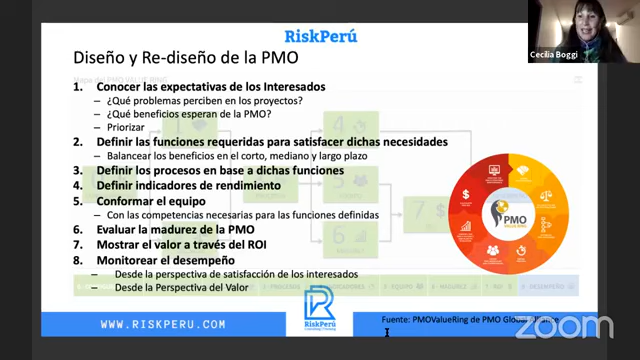 RiskPerú
Cecilia Boggi
Diseño y Re-diseño de la PMO
1. Conocer las expectativas de los Interesados
– ¿Qué problemas perciben en los proyectos?
– ¿Qué beneficios esperan de la PMO?
– Priorizar
2. Definir las funciones requeridas para satisfacer dichas necesidades
– Balancear los beneficios en el corto, mediano y largo plazo
3. Definir los procesos en base a dichas funciones
4. Definir indicadores de rendimiento
5. Conformar el equipo
– Con las competencias necesarias para las funciones definidas
6. Evaluar la madurez de la PMO
7. Mostrar el valor a través del ROI
8. Monitorear el desempeño
– Desde la perspectiva de satisfacción de los interesados
– Desde la Perspectiva del Valor
PMO
VALUE RING
WWW.RISKPERU.COM
RiskPerú
Fuente: PMOValueRing de PMO Global Alliance
zoom